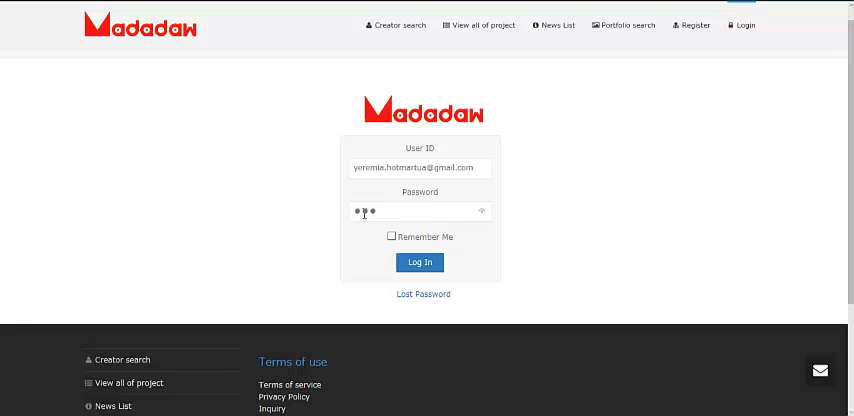 Madadaw
Creator search
View all of project
News List
Portfolio search
Register
Login
Madadaw
User ID
yeremia.hotmartua@gmail.com
Password
Remember Me
Log In
Lost Password
Creator search
View all of project
News List
Terms of use
Terms of service
Privacy Policy
Inquiry